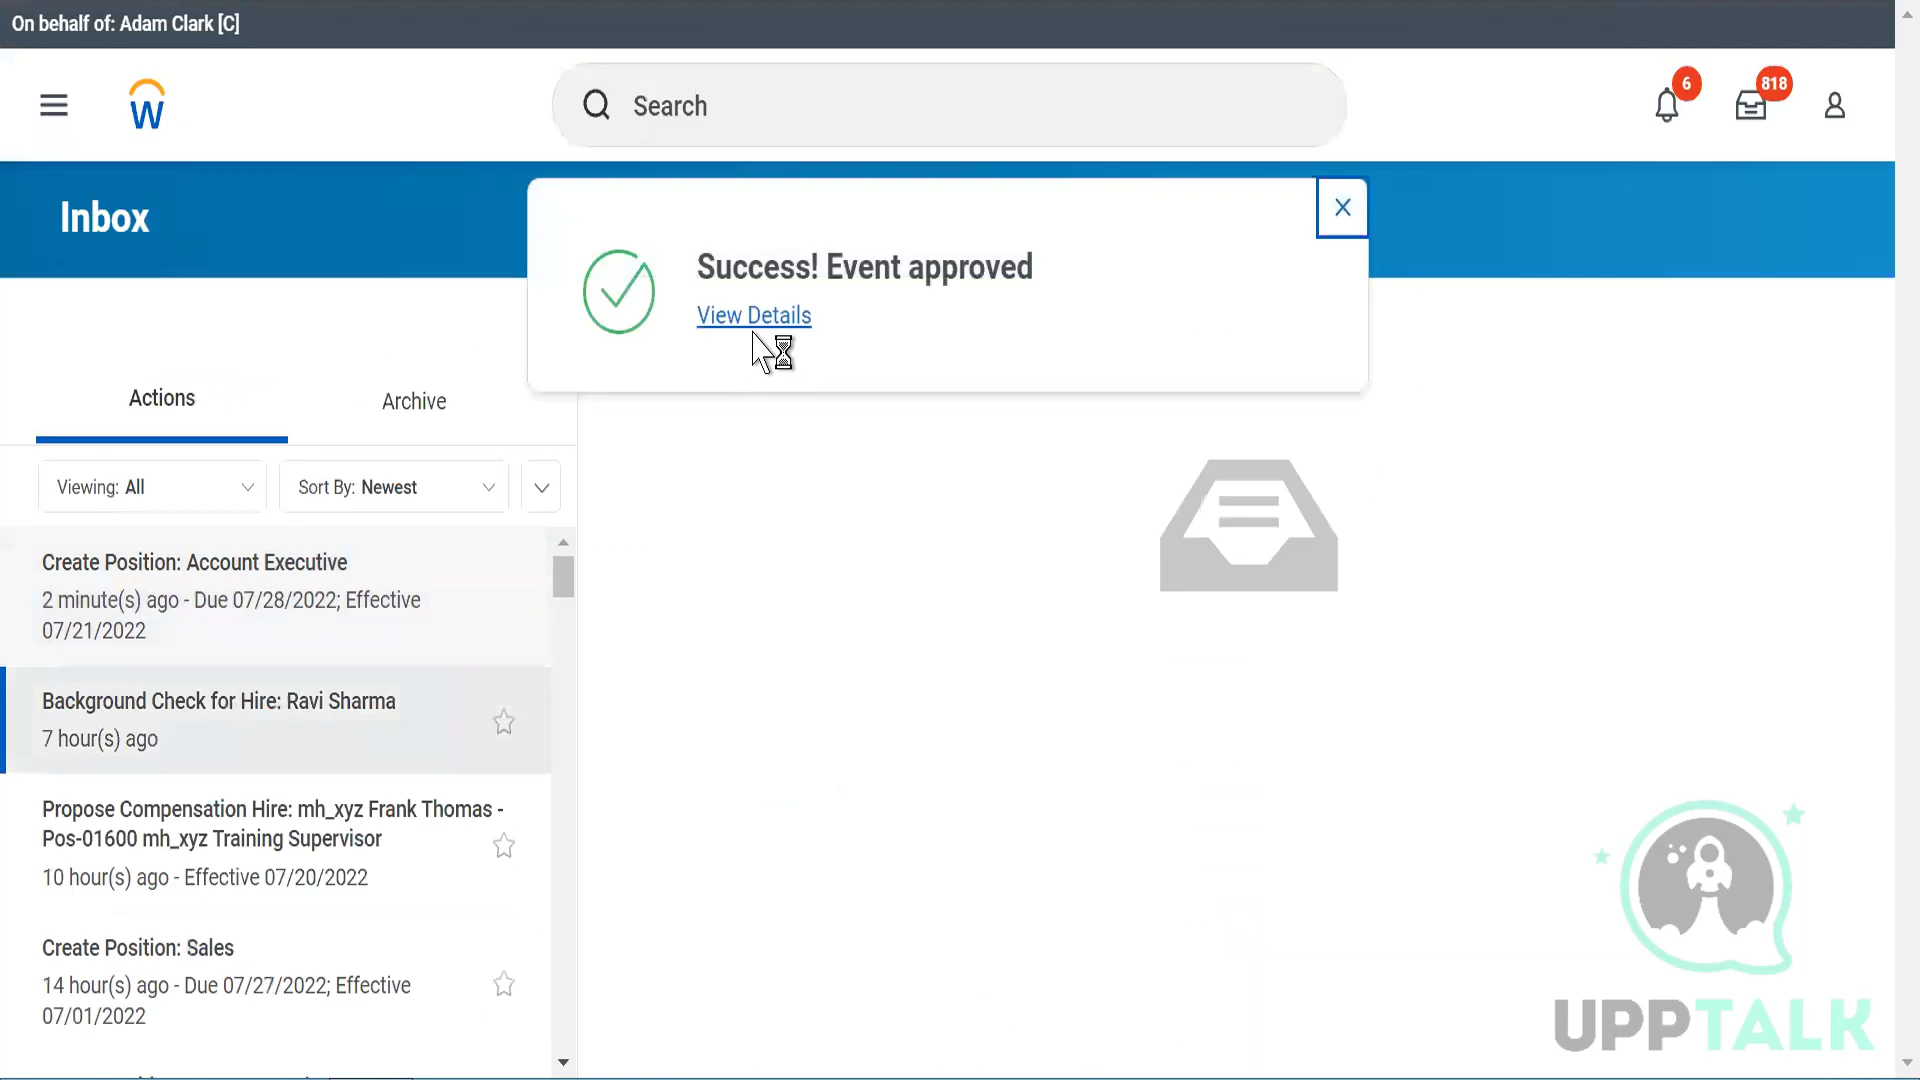 On behalf of: Adam Clark [C]
W
Search
6
818
Inbox
Success! Event approved
View Details
Actions
Archive
Viewing: All
Sort By: Newest
Create Position: Account Executive
2 minute(s) ago - Due 07/28/2022; Effective
07/21/2022
Background Check for Hire: Ravi Sharma
7 hour(s) ago
Propose Compensation Hire: mh_xyz Frank Thomas -
Pos-01600 mh_xyz Training Supervisor
10 hour(s) ago - Effective 07/20/2022
Create Position: Sales
14 hour(s) ago - Due 07/27/2022; Effective
07/01/2022
UPPTALK